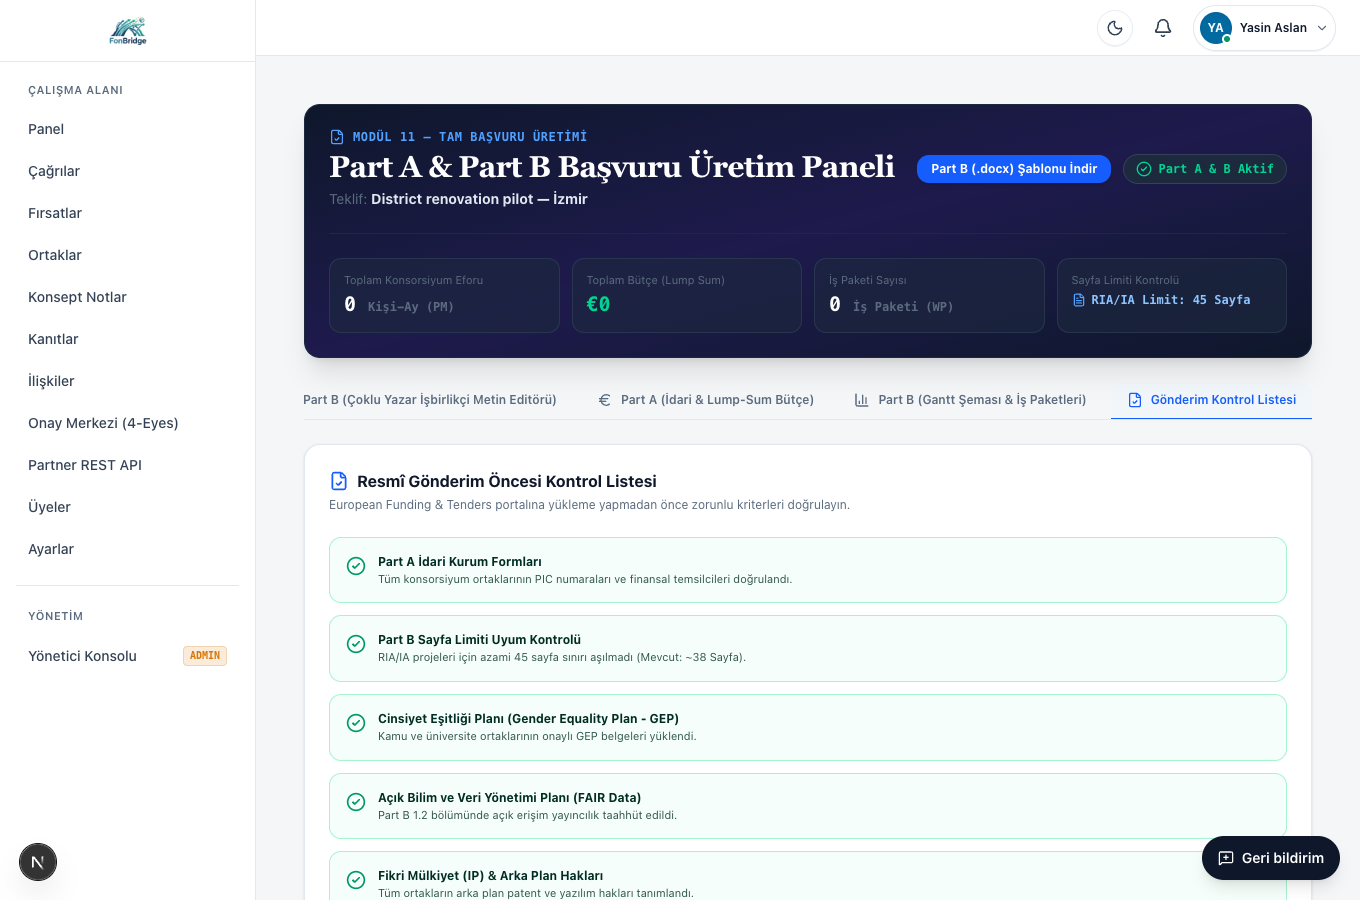 FonBridge
YA
Yasin Aslan
ÇALIŞMA ALANI
Panel
Çağrılar
Fırsatlar
Ortaklar
Konsept Notlar
Kanıtlar
İlişkiler
Onay Merkezi (4-Eyes)
Partner REST API
Üyeler
Ayarlar
YÖNETİM
Yönetici Konsolu
ADMIN
N
MODÜL 11 — TAM BAŞVURU ÜRETİMİ
Part A & Part B Başvuru Üretim Paneli
Teklif: District renovation pilot — İzmir
Part B (.docx) Şablonu İndir
Part A & B Aktif
Toplam Konsorsiyum Eforu
0 Kişi-Ay (PM)
Toplam Bütçe (Lump Sum)
€0
İş Paketi Sayısı
0 İş Paketi (WP)
Sayfa Limiti Kontrolü
RIA/IA Limit: 45 Sayfa
Part B (Çoklu Yazar İşbirlikçi Metin Editörü)
Part A (İdari & Lump-Sum Bütçe)
Part B (Gantt Şeması & İş Paketleri)
Gönderim Kontrol Listesi
Resmî Gönderim Öncesi Kontrol Listesi
European Funding & Tenders portalına yükleme yapmadan önce zorunlu kriterleri doğrulayın.
Part A İdari Kurum Formları
Tüm konsorsiyum ortaklarının PIC numaraları ve finansal temsilcileri doğrulandı.
Part B Sayfa Limiti Uyum Kontrolü
RIA/IA projeleri için azami 45 sayfa sınırı aşılmadı (Mevcut: ~38 Sayfa).
Cinsiyet Eşitliği Planı (Gender Equality Plan - GEP)
Kamu ve üniversite ortaklarının onaylı GEP belgeleri yüklendi.
Açık Bilim ve Veri Yönetimi Planı (FAIR Data)
Part B 1.2 bölümünde açık erişim yayıncılık taahhüt edildi.
Fikri Mülkiyet (IP) & Arka Plan Hakları
Tüm ortakların arka plan patent ve yazılım hakları tanımlandı.
Geri bildirim